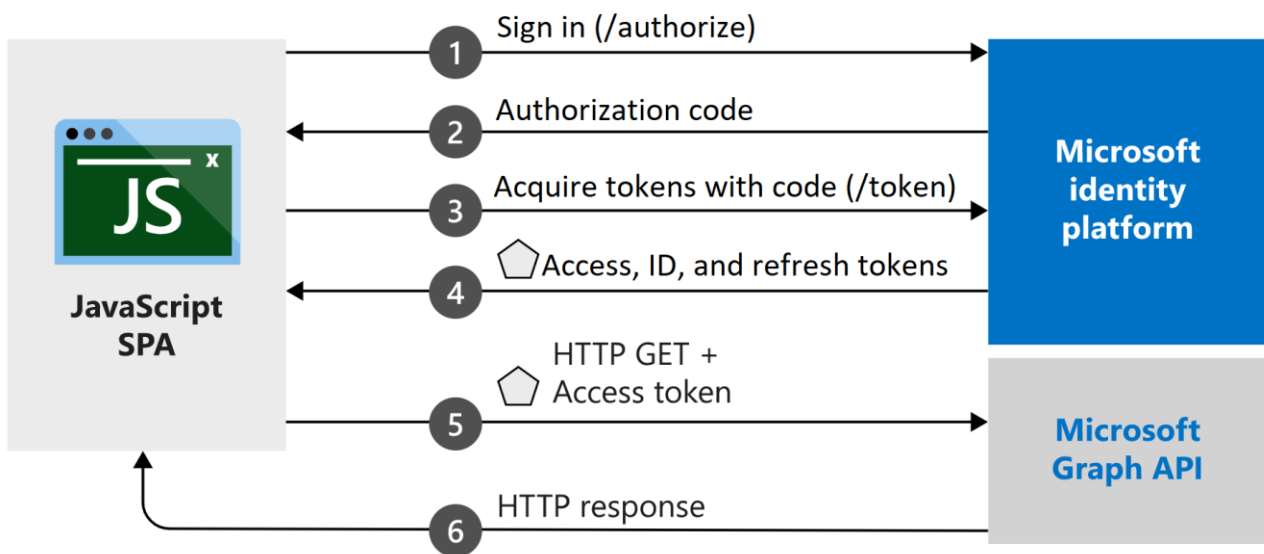 Sign in (/authorize)
1
Authorization code
2
Acquire tokens with code (/token)
3
Access, ID, and refresh tokens
4
HTTP GET +
Access token
5
HTTP response
6
X
JS
JavaScript
SPA
Microsoft
identity
platform
Microsoft
Graph API